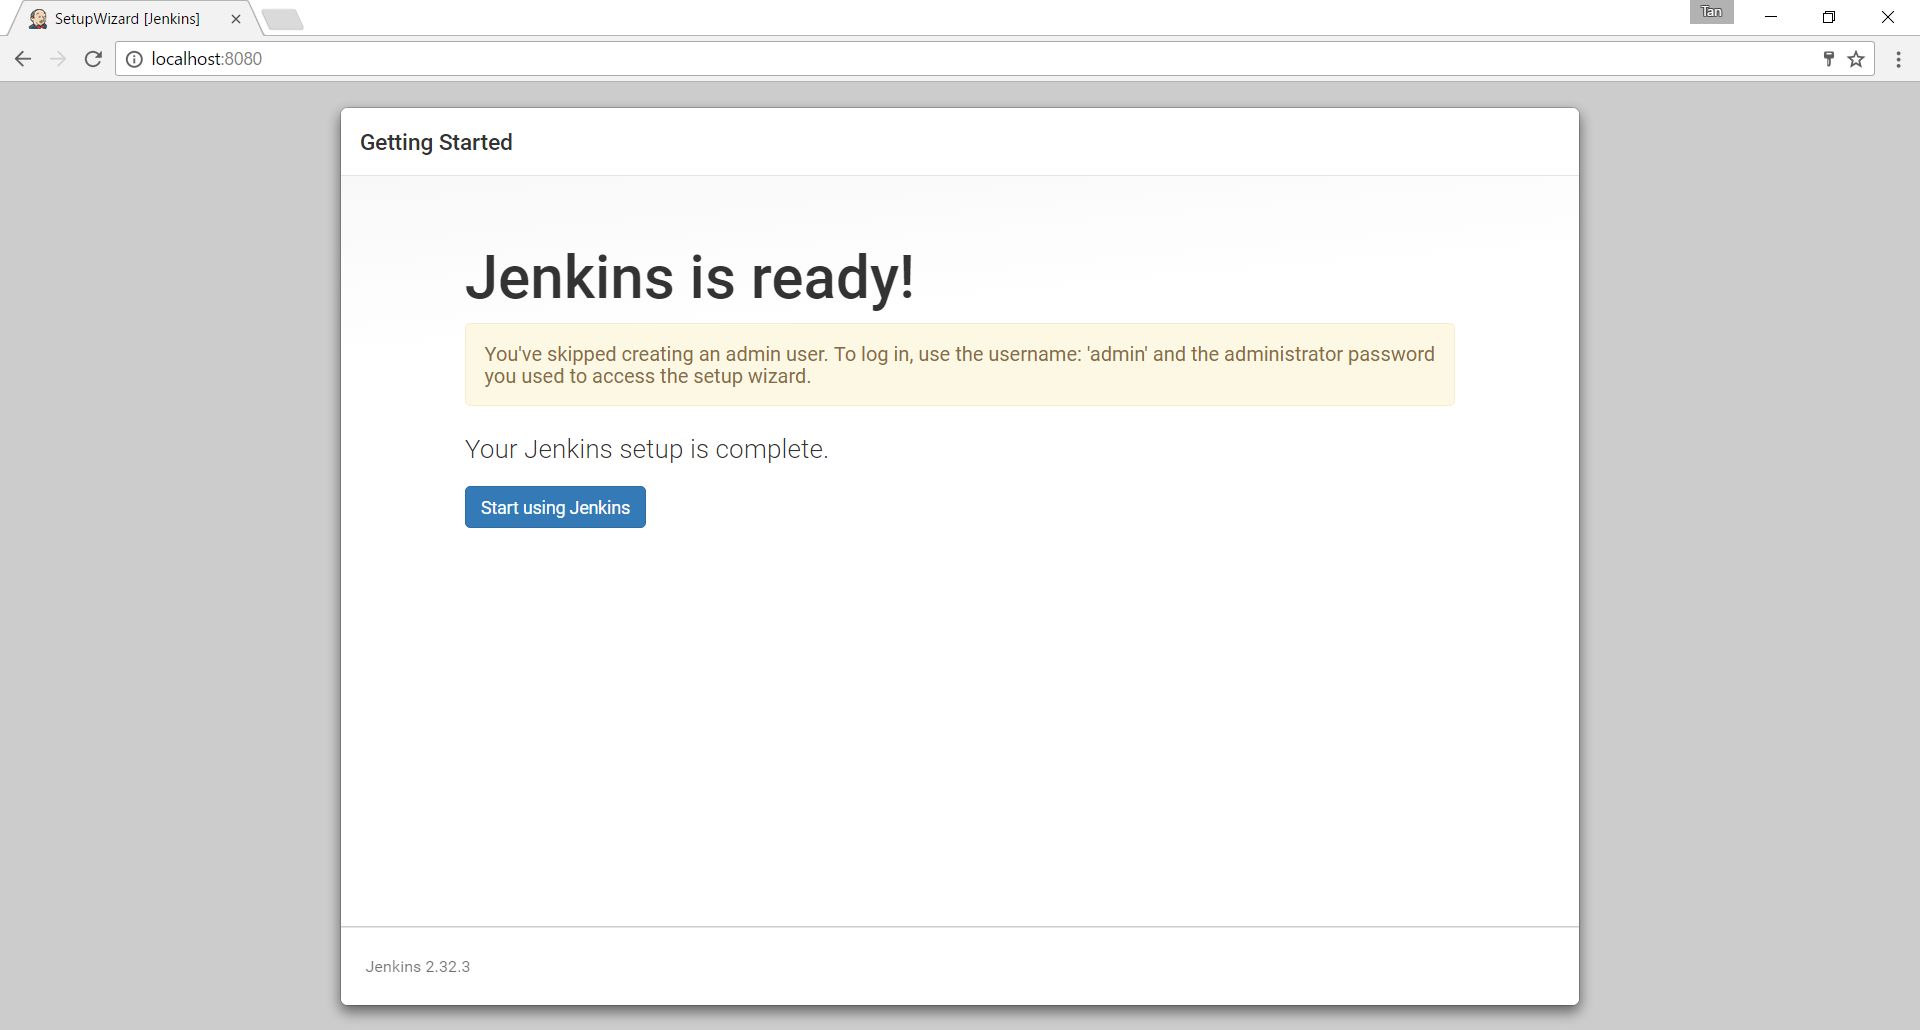 SetupWizard [Jenkins]
Tan
localhost:8080
Getting Started
Jenkins is ready!
You've skipped creating an admin user. To log in, use the username: 'admin' and the administrator password
you used to access the setup wizard.
Your Jenkins setup is complete.
Start using Jenkins
Jenkins 2.32.3